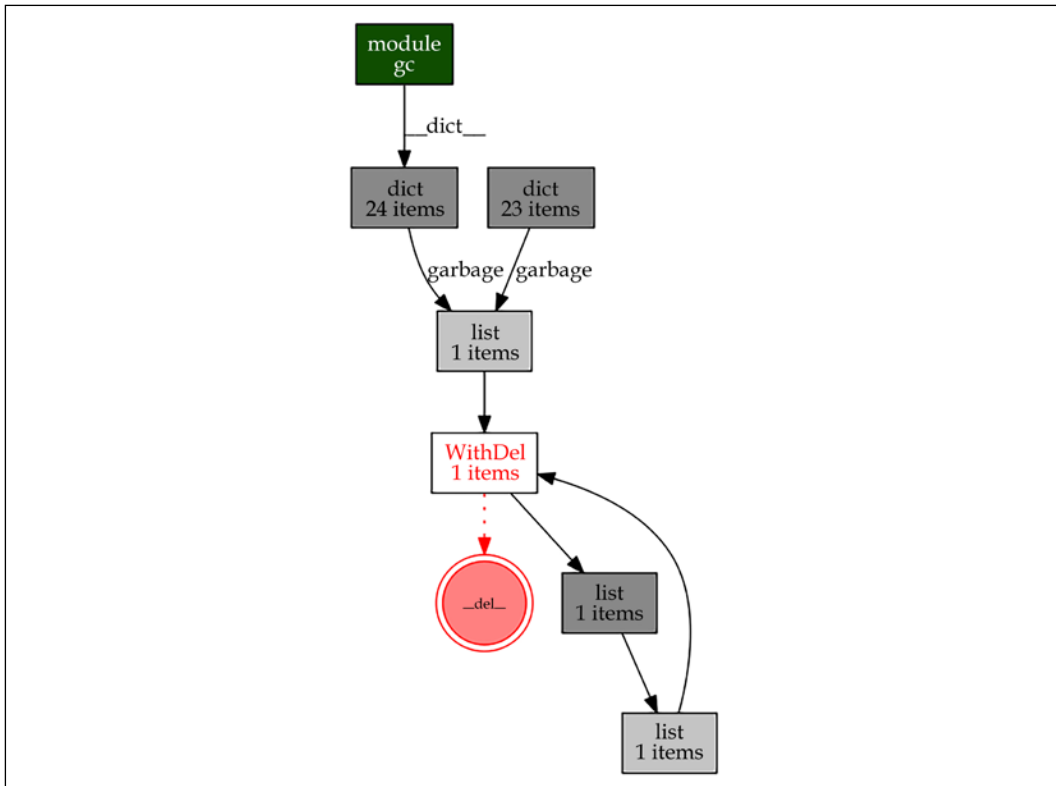 module
gc
__dict__
dict
24 items
dict
23 items
garbage
garbage
list
1 items
WithDel
1 items
__del__
list
1 items
list
1 items